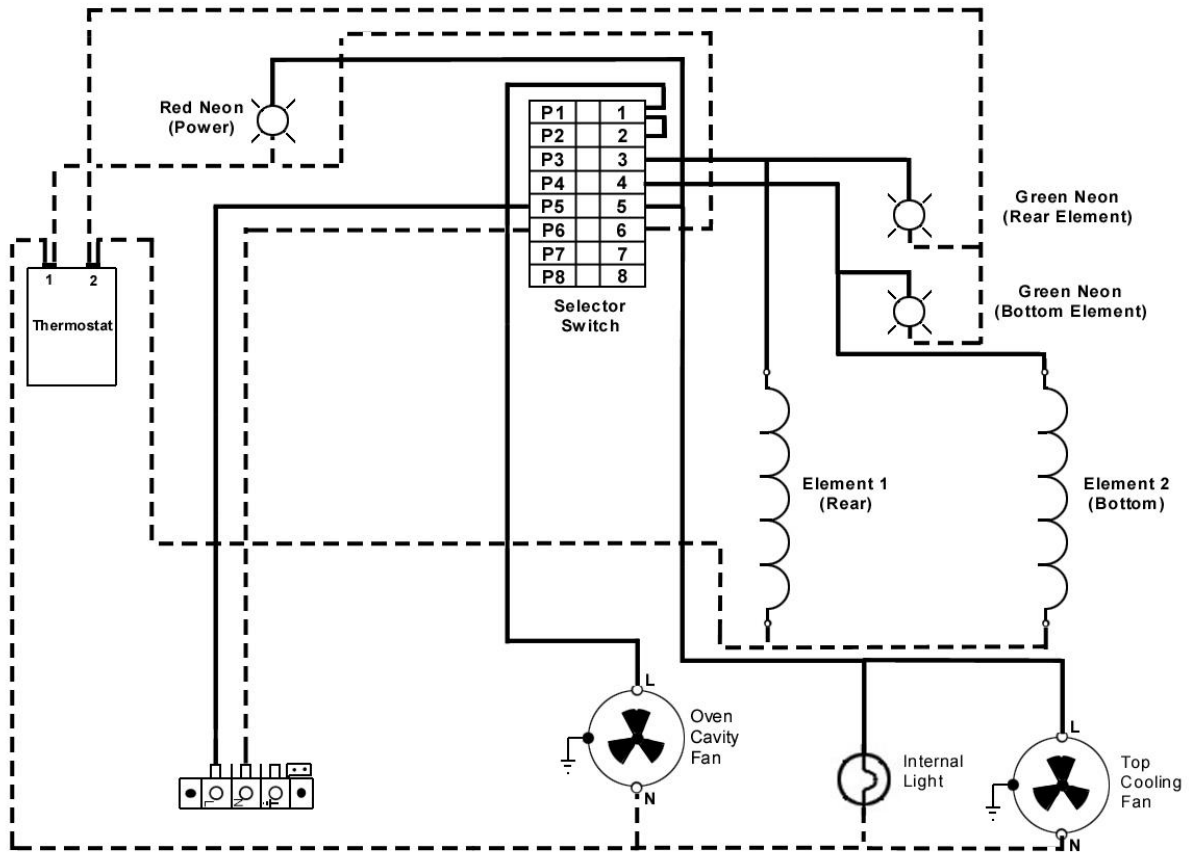 Red Neon
(Power)
P1 1
P2 2
P3 3
P4 4
P5 5
P6 6
P7 7
P8 8
Selector
Switch
Green Neon
(Rear Element)
Green Neon
(Bottom Element)
1 2
Thermostat
Element 1
(Rear)
Element 2
(Bottom)
L
Oven
Cavity
Fan
N
Internal
Light
L
Top
Cooling
Fan
N
L N